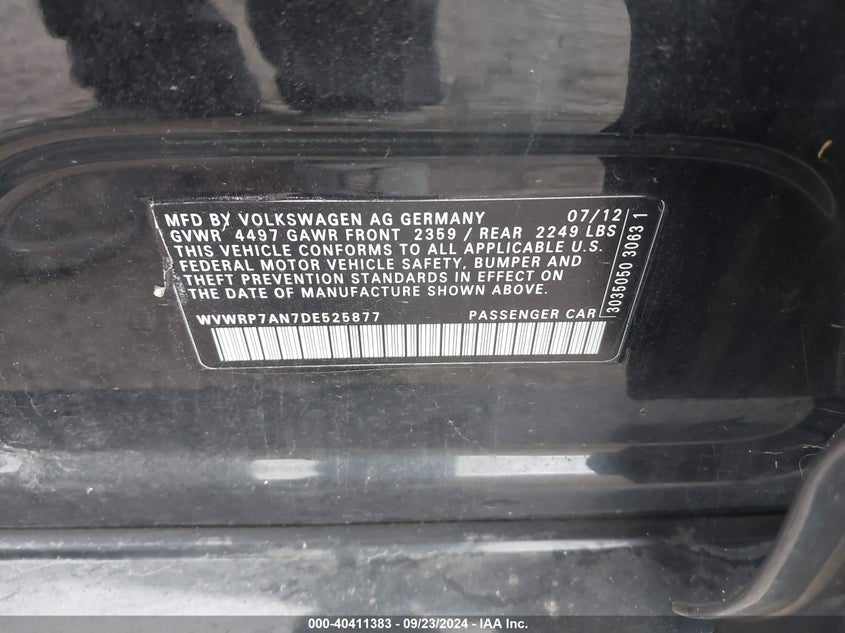 MFD BY VOLKSWAGEN AG GERMANY 07/12
GVWR 4497 GAWR FRONT 2359 / REAR 2249 LBS
THIS VEHICLE CONFORMS TO ALL APPLICABLE U.S.
FEDERAL MOTOR VEHICLE SAFETY, BUMPER AND
THEFT PREVENTION STANDARDS IN EFFECT ON
THE DATE OF MANUFACTURE SHOWN ABOVE.
WVWRP7AN7DE525877 PASSENGER CAR
3035050 3063 1
000-40411383 - 09/23/2024 - IAA Inc.